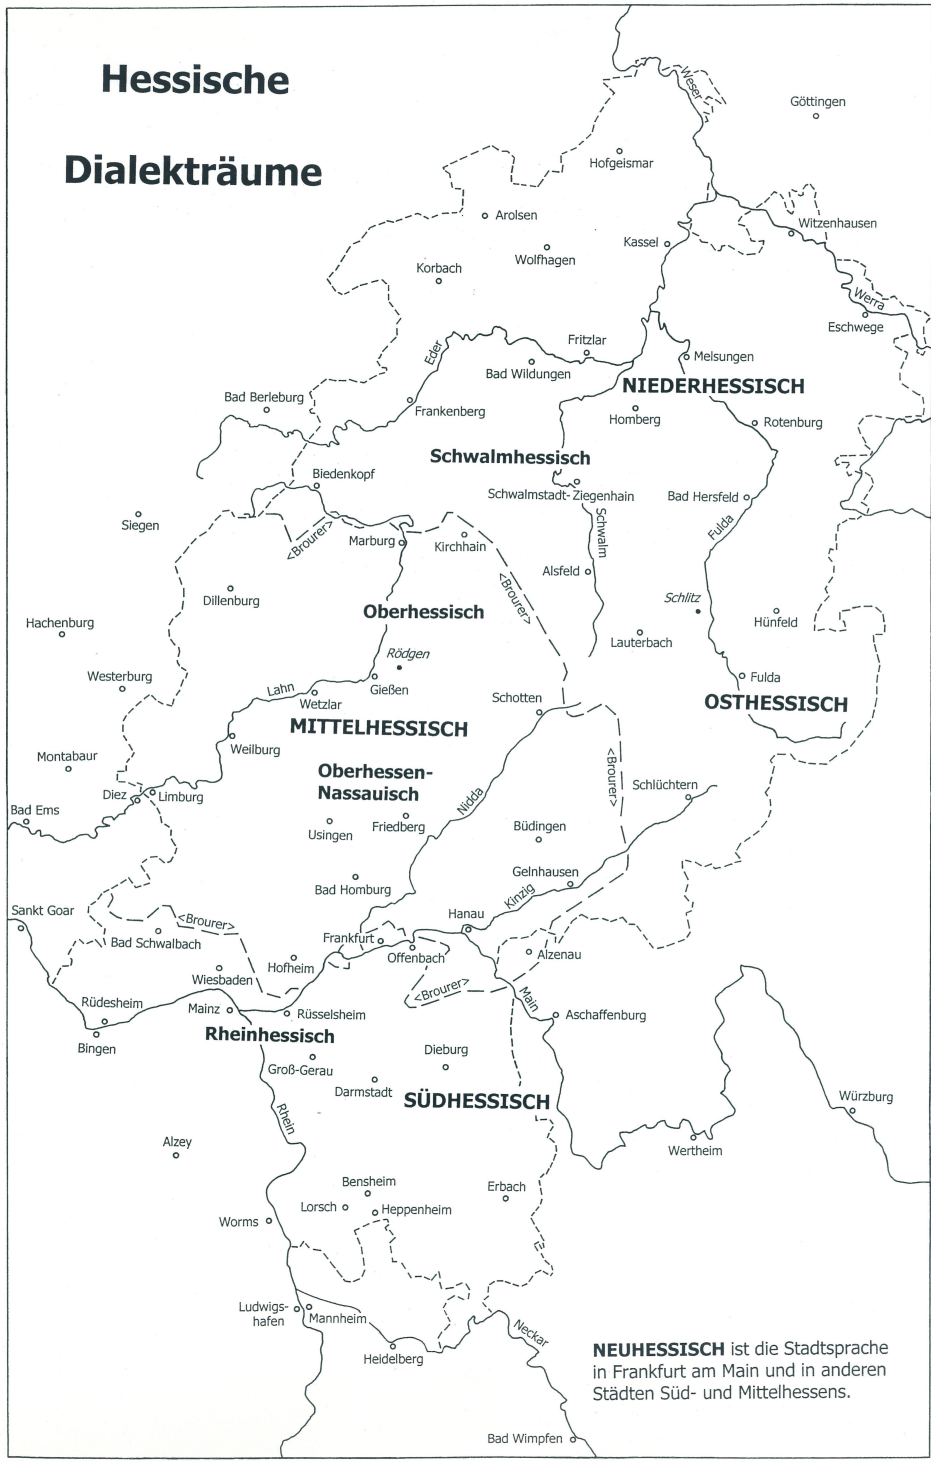 Hessische
Dialekträume
Weser
Göttingen
Hofgeismar
Arolsen
Witzenhausen
Kassel
Wolfhagen
Korbach
Werra
Eschwege
Fritzlar
Eder
Melsungen
Bad Wildungen
NIEDERHESSISCH
Bad Berleburg
Frankenberg
Homberg
Rotenburg
Schwalmhessisch
Biedenkopf
Schwalmstadt-Ziegenhain
Bad Hersfeld
Siegen
<Brourer>
Marburg
Kirchhain
Schwalm
Fulda
Alsfeld
<Brourer>
Dillenburg
Oberhessisch
Schlitz
Hünfeld
Hachenburg
Lauterbach
Rödgen
Westerburg
Lahn
Gießen
Wetzlar
Schotten
Fulda
OSTHESSISCH
MITTELHESSISCH
Weilburg
Montabaur
Oberhessen-
Nassauisch
<Brourer>
Schlüchtern
Diez
Limburg
Nidda
Bad Ems
Usingen
Friedberg
Büdingen
Gelnhausen
Bad Homburg
Kinzig
Sankt Goar
<Brourer>
Hanau
Bad Schwalbach
Frankfurt
Offenbach
Alzenau
Hofheim
Wiesbaden
<Brourer>
Main
Rüdesheim
Mainz
Rüsselsheim
Aschaffenburg
Rheinhessisch
Bingen
Dieburg
Groß-Gerau
Darmstadt
SÜDHESSISCH
Würzburg
Rhein
Alzey
Wertheim
Bensheim
Erbach
Lorsch
Heppenheim
Worms
Ludwigs-
hafen
Mannheim
Neckar
Heidelberg
NEUHESSISCH ist die Stadtsprache
in Frankfurt am Main und in anderen
Städten Süd- und Mittelhessens.
Bad Wimpfen